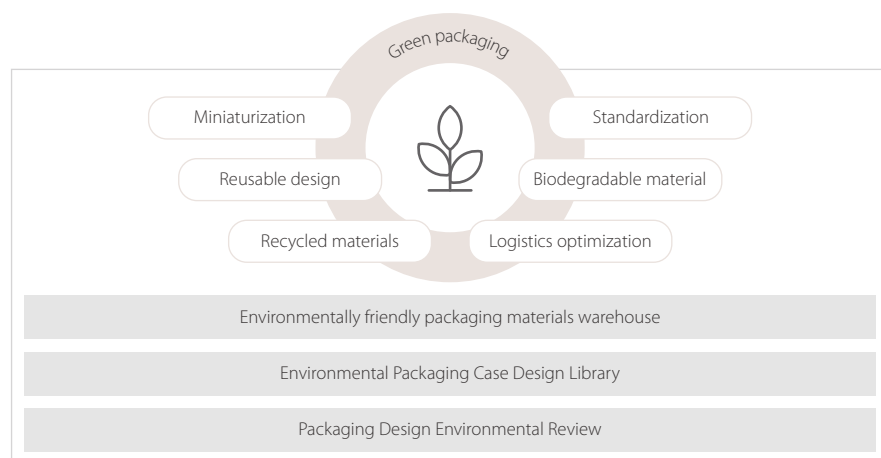 Green packaging
Miniaturization
Standardization
Reusable design
Biodegradable material
Recycled materials
Logistics optimization
Environmentally friendly packaging materials warehouse
Environmental Packaging Case Design Library
Packaging Design Environmental Review